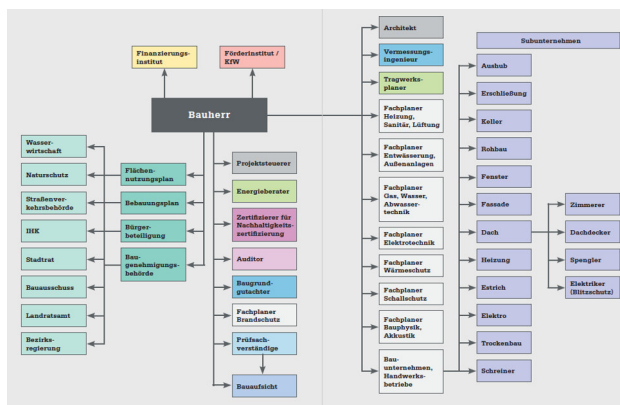 Finanzierungs-
institut
Förderinstitut /
KfW
Bauherr
Wasser-
wirtschaft
Naturschutz
Straßenver-
kehrsbehörde
IHK
Stadtrat
Bauausschuss
Landratsamt
Bezirks-
regierung
Flächen-
nutzungsplan
Bebauungsplan
Bürger-
beteiligung
Bau-
genehmigungs-
behörde
Projektsteuerer
Energieberater
Zertifizierer für
Nachhaltigkeits-
zertifizierung
Auditor
Baugrund-
gutachter
Fachplaner
Brandschutz
Prüfsach-
verständige
Bauaufsicht
Architekt
Vermessungs-
ingenieur
Tragwerks-
planer
Fachplaner
Heizung,
Sanitär, Lüftung
Fachplaner
Entwässerung,
Außenanlagen
Fachplaner
Gas, Wasser,
Abwasser-
technik
Fachplaner
Elektrotechnik
Fachplaner
Wärmeschutz
Fachplaner
Schallschutz
Fachplaner
Bauphysik,
Akkustik
Bau-
unternehmen,
Handwerks-
betriebe
Subunternehmen
Aushub
Erschließung
Keller
Rohbau
Fenster
Fassade
Dach
Heizung
Estrich
Elektro
Trockenbau
Schreiner
Zimmerer
Dachdecker
Spengler
Elektriker
(Blitzschutz)